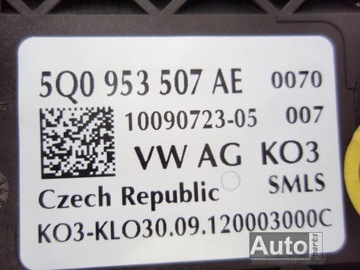 5Q0 953 507 AE 0070
10090723-05 007
VW AG KO3
Czech Republic SMLS
KO3-KLO30.09.120003000C
Auto
parts